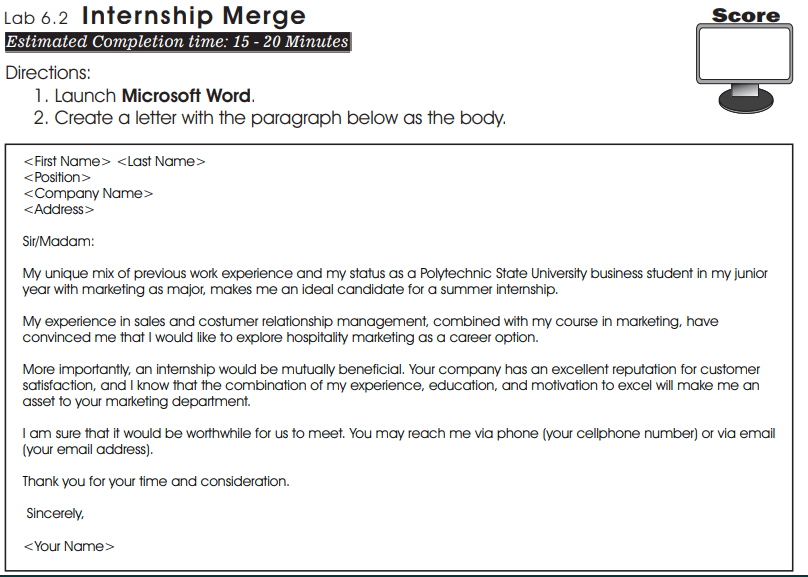 Lab 6.2 Internship Merge
Score
Estimated Completion time: 15 - 20 Minutes
Directions:
1. Launch Microsoft Word.
2. Create a letter with the paragraph below as the body.
<First Name> <Last Name>
<Position>
<Company Name>
<Address>
Sir/Madam:
My unique mix of previous work experience and my status as a Polytechnic State University business student in my junior
year with marketing as major, makes me an ideal candidate for a summer internship.
My experience in sales and costumer relationship management, combined with my course in marketing, have
convinced me that I would like to explore hospitality marketing as a career option.
More importantly, an internship would be mutually beneficial. Your company has an excellent reputation for customer
satisfaction, and I know that the combination of my experience, education, and motivation to excel will make me an
asset to your marketing department.
I am sure that it would be worthwhile for us to meet. You may reach me via phone (your cellphone number) or via email
(your email address).
Thank you for your time and consideration.
Sincerely,
<Your Name>